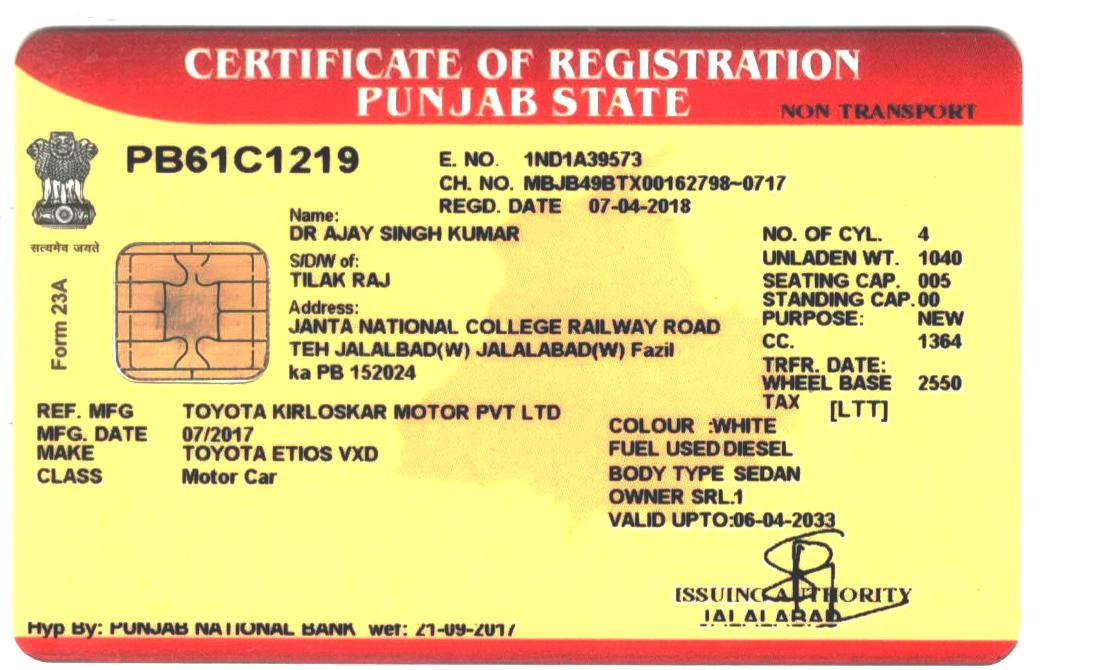 CERTIFICATE OF REGISTRATION
PUNJAB STATE
NON TRANSPORT
PB61C1219
E. NO. 1ND1A39573
CH. NO. MBJB49BTX00162798~0717
REGD. DATE 07-04-2018
सत्यमेव जयते
Form 23A
Name:
DR AJAY SINGH KUMAR
S/D/W of:
TILAK RAJ
Address:
JANTA NATIONAL COLLEGE RAILWAY ROAD
TEH JALALBAD(W) JALALABAD(W) Fazil
ka PB 152024
NO. OF CYL. 4
UNLADEN WT. 1040
SEATING CAP. 005
STANDING CAP. 00
PURPOSE: NEW
CC. 1364
TRFR. DATE:
WHEEL BASE 2550
TAX [LTT]
REF. MFG TOYOTA KIRLOSKAR MOTOR PVT LTD
MFG. DATE 07/2017
MAKE TOYOTA ETIOS VXD
CLASS Motor Car
COLOUR :WHITE
FUEL USED DIESEL
BODY TYPE SEDAN
OWNER SRL.1
VALID UPTO:06-04-2033
ISSUING AUTHORITY
JALALABAD
Hyp By: PUNJAB NATIONAL BANK wef: 21-09-2017